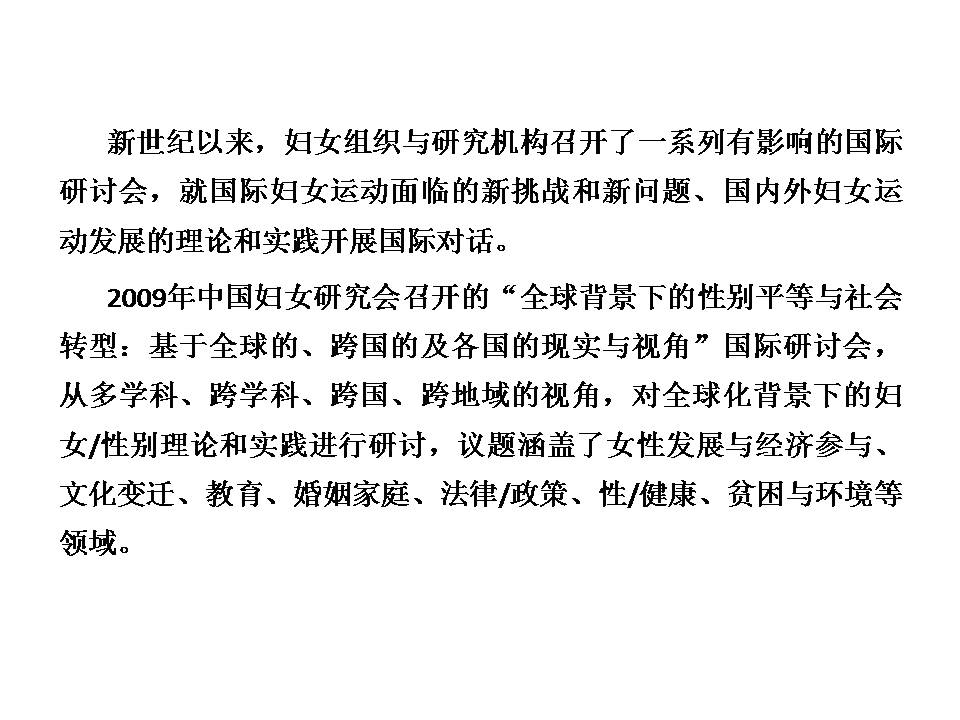 新世纪以来，妇女组织与研究机构召开了一系列有影响的国际
研讨会，就国际妇女运动面临的新挑战和新问题、国内外妇女运
动发展的理论和实践开展国际对话。
2009年中国妇女研究会召开的“全球背景下的性别平等与社会
转型：基于全球的、跨国的及各国的现实与视角”国际研讨会，
从多学科、跨学科、跨国、跨地域的视角，对全球化背景下的妇
女/性别理论和实践进行研讨，议题涵盖了女性发展与经济参与、
文化变迁、教育、婚姻家庭、法律/政策、性/健康、贫困与环境等
领域。